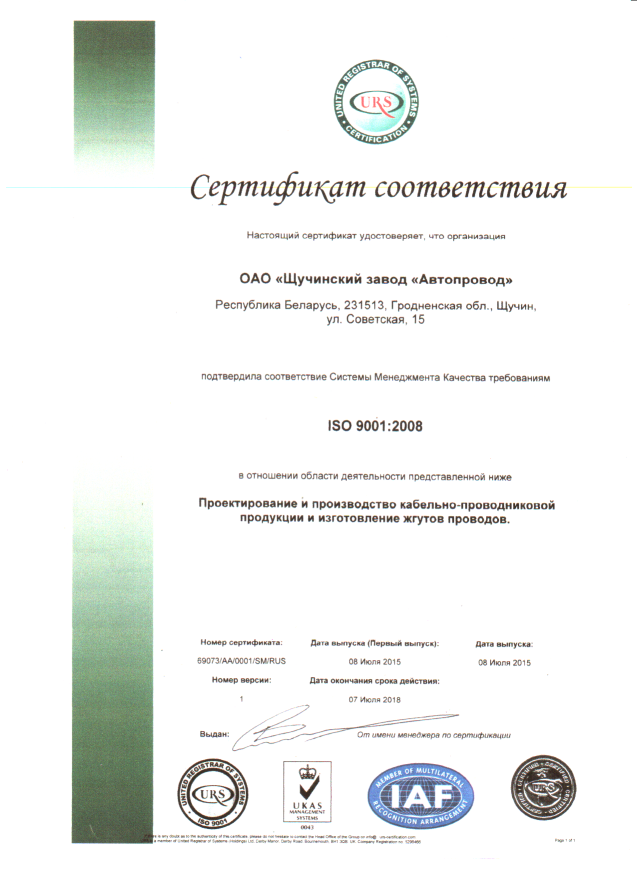 UNITED REGISTRAR OF SYSTEMS
URS
• CERTIFICATION •
Сертификат соответствия
Настоящий сертификат удостоверяет, что организация
ОАО «Щучинский завод «Автопровод»
Республика Беларусь, 231513, Гродненская обл., Щучин,
ул. Советская, 15
подтвердила соответствие Системы Менеджмента Качества требованиям
ISO 9001:2008
в отношении области деятельности представленной ниже
Проектирование и производство кабельно-проводниковой
продукции и изготовление жгутов проводов.
Номер сертификата: Дата выпуска (Первый выпуск): Дата выпуска:
69073/AA/0001/SM/RUS 08 Июля 2015 08 Июля 2015
Номер версии: Дата окончания срока действия:
1 07 Июля 2018
Выдан: От имени менеджера по сертификации
UNITED REGISTRAR OF SYSTEMS
URS
• ISO 9001 •
UKAS
MANAGEMENT
SYSTEMS
0043
MEMBER OF MULTILATERAL
IAF
RECOGNITION ARRANGEMENT
URS
Page 1 of 1